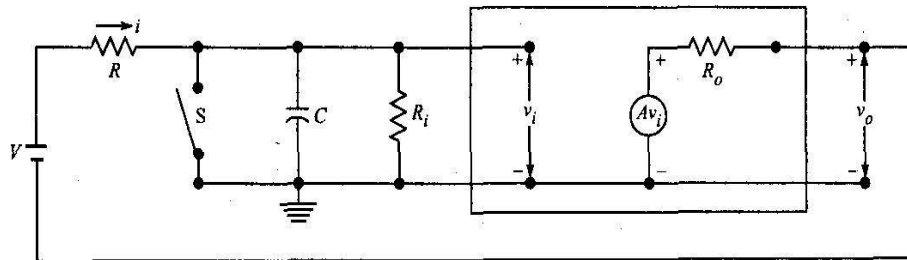 i
R
S
C
R_i
V
+
v_i
−
+
Av_i
−
R_o
+
v_o
−